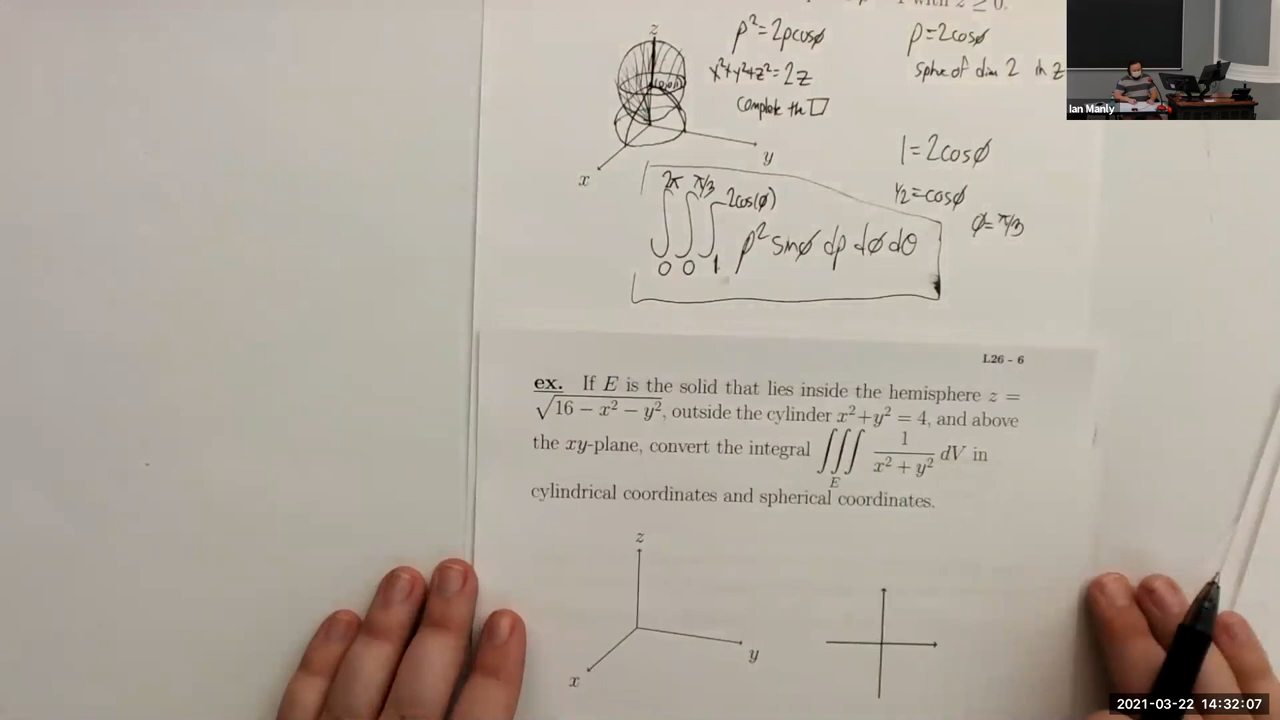 1 with z ≥ 0.
z
ρ²=2ρcosφ
ρ=2cosφ
x²+y²+z²=2z
sphere of dim 2 in z
Complete the □
Ian Manly
y
x
1=2cosφ
1/2=cosφ
φ=π/3
2π π/3 2cos(φ)
∫∫∫ ρ² sinφ dρ dφ dθ
0 0 1
L26 - 6
ex. If E is the solid that lies inside the hemisphere z =
√16 − x² − y², outside the cylinder x²+y² = 4, and above
the xy-plane, convert the integral ∭_E 1/(x² + y²) dV in
cylindrical coordinates and spherical coordinates.
z
y
x
2021-03-22 14:32:07